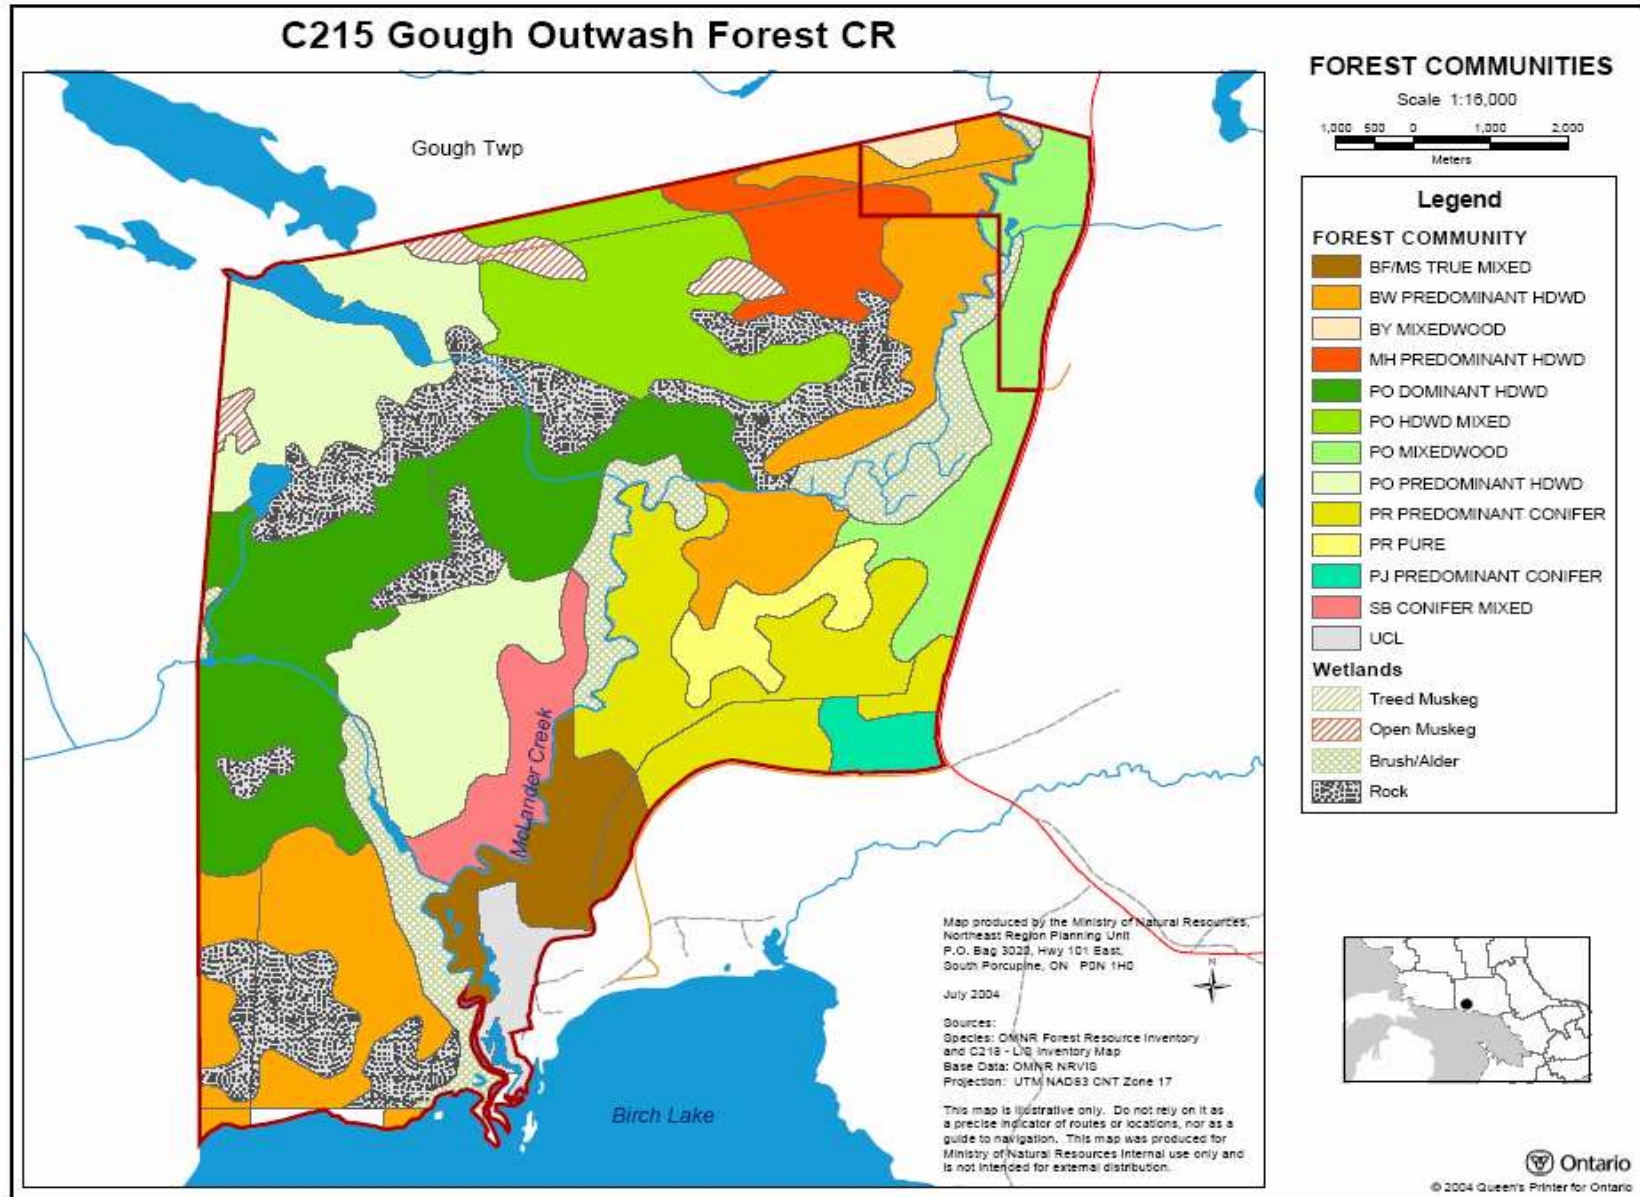 C215 Gough Outwash Forest CR
Gough Twp
McLander Creek
Birch Lake
Map produced by the Ministry of Natural Resources,
Northeast Region Planning Unit
P.O. Bag 3020, Hwy 101 East,
South Porcupine, ON P0N 1H0
July 2004
Sources:
Species: OMNR Forest Resource Inventory
and C218 - LIS Inventory Map
Base Data: OMNR NRVIS
Projection: UTM NAD83 CNT Zone 17
This map is illustrative only. Do not rely on it as
a precise indicator of routes or locations, nor as a
guide to navigation. This map was produced for
Ministry of Natural Resources internal use only and
is not intended for external distribution.
N
FOREST COMMUNITIES
Scale 1:16,000
1,000 500 0 1,000 2,000
Meters
Legend
FOREST COMMUNITY
BF/MS TRUE MIXED
BW PREDOMINANT HDWD
BY MIXEDWOOD
MH PREDOMINANT HDWD
PO DOMINANT HDWD
PO HDWD MIXED
PO MIXEDWOOD
PO PREDOMINANT HDWD
PR PREDOMINANT CONIFER
PR PURE
PJ PREDOMINANT CONIFER
SB CONIFER MIXED
UCL
Wetlands
Treed Muskeg
Open Muskeg
Brush/Alder
Rock
Ontario
© 2004 Queen's Printer for Ontario